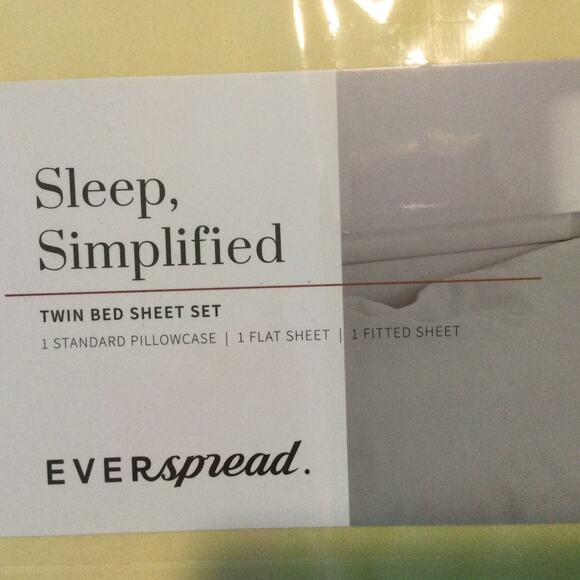 Sleep,
Simplified
TWIN BED SHEET SET
1 STANDARD PILLOWCASE | 1 FLAT SHEET | 1 FITTED SHEET
EVERspread.